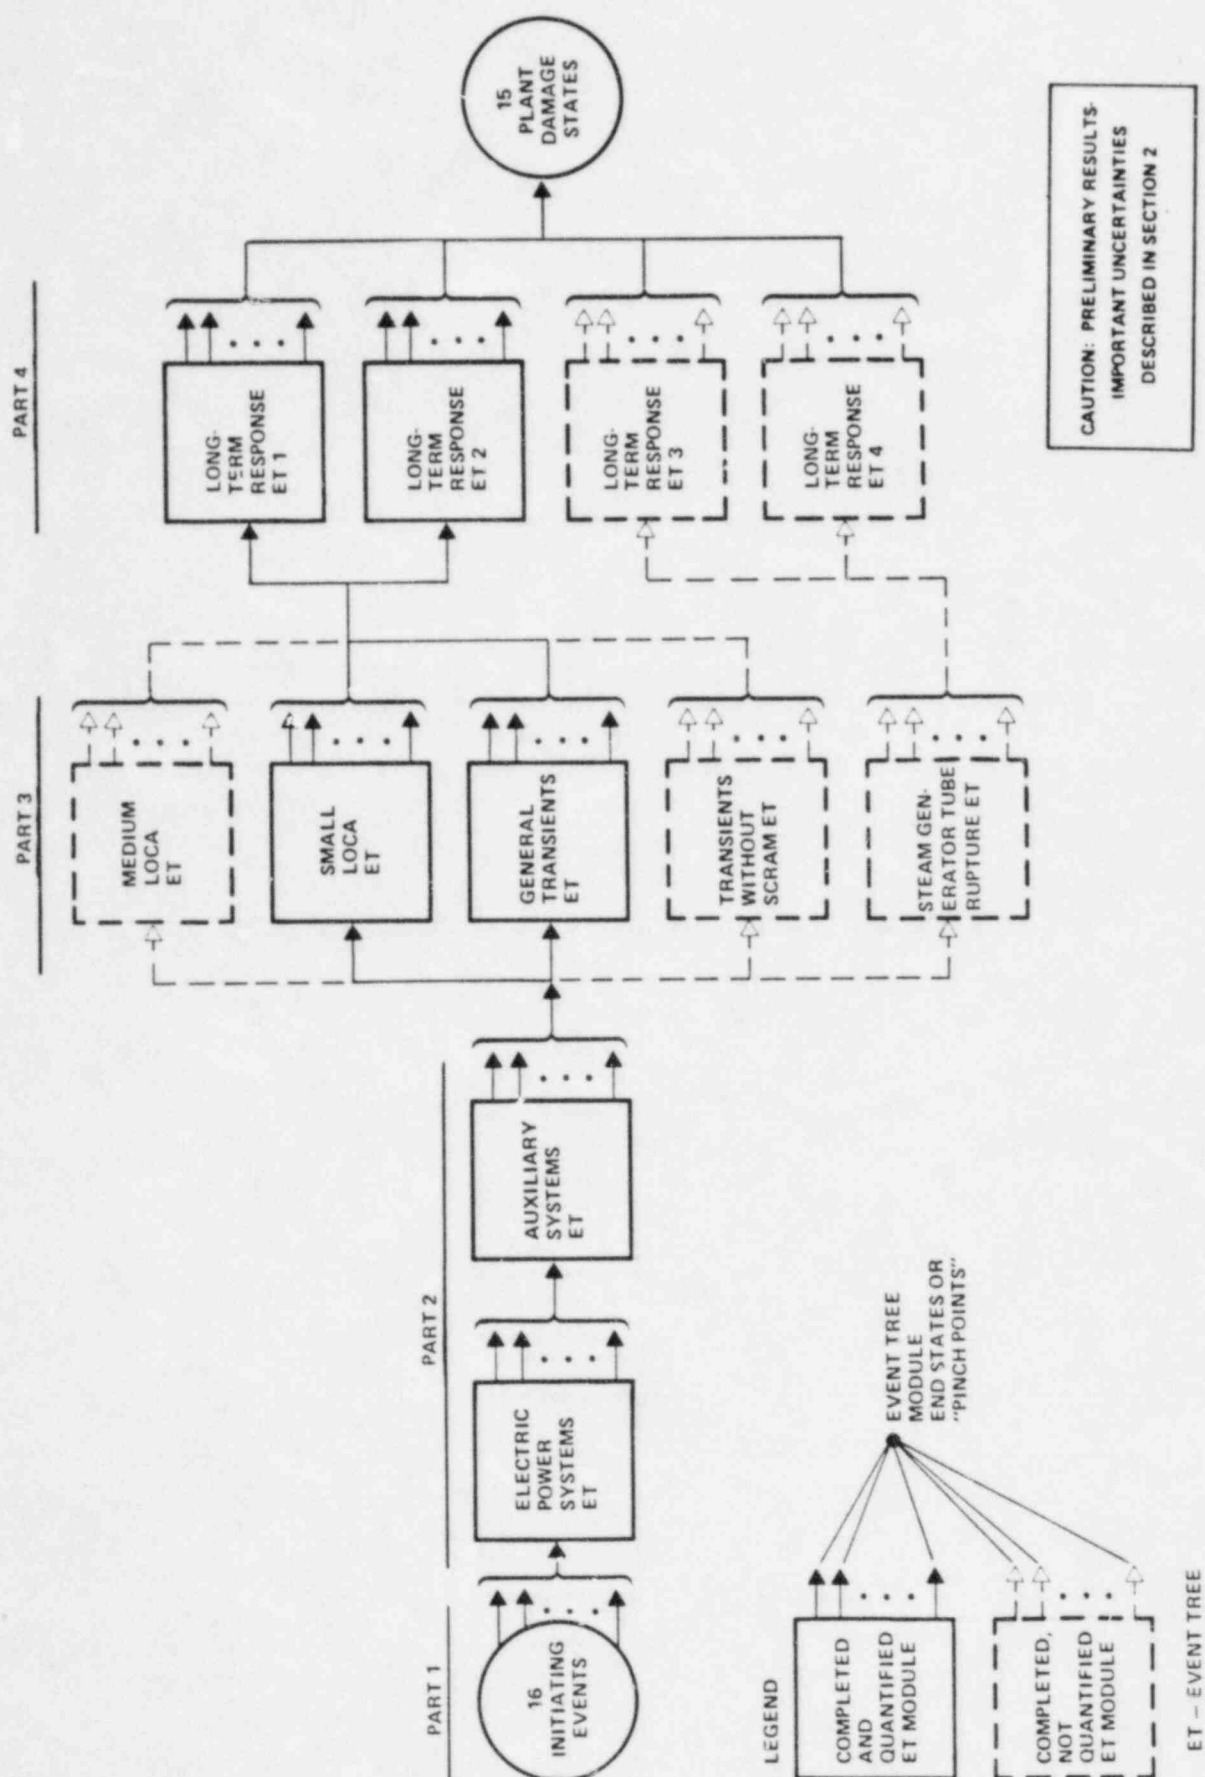 PART 1
16
INITIATING
EVENTS
PART 2
ELECTRIC
POWER
SYSTEMS
ET
AUXILIARY
SYSTEMS
ET
PART 3
MEDIUM
LOCA
ET
SMALL
LOCA
ET
GENERAL
TRANSIENTS
ET
TRANSIENTS
WITHOUT
SCRAM ET
STEAM GEN-
ERATOR TUBE
RUPTURE ET
PART 4
LONG-
TERM
RESPONSE
ET 1
LONG-
TERM
RESPONSE
ET 2
LONG-
TERM
RESPONSE
ET 3
LONG-
TERM
RESPONSE
ET 4
15
PLANT
DAMAGE
STATES
LEGEND
COMPLETED
AND
QUANTIFIED
ET MODULE
COMPLETED,
NOT
QUANTIFIED
ET MODULE
EVENT TREE
MODULE
END STATES OR
"PINCH POINTS"
ET – EVENT TREE
CAUTION: PRELIMINARY RESULTS-
IMPORTANT UNCERTAINTIES
DESCRIBED IN SECTION 2